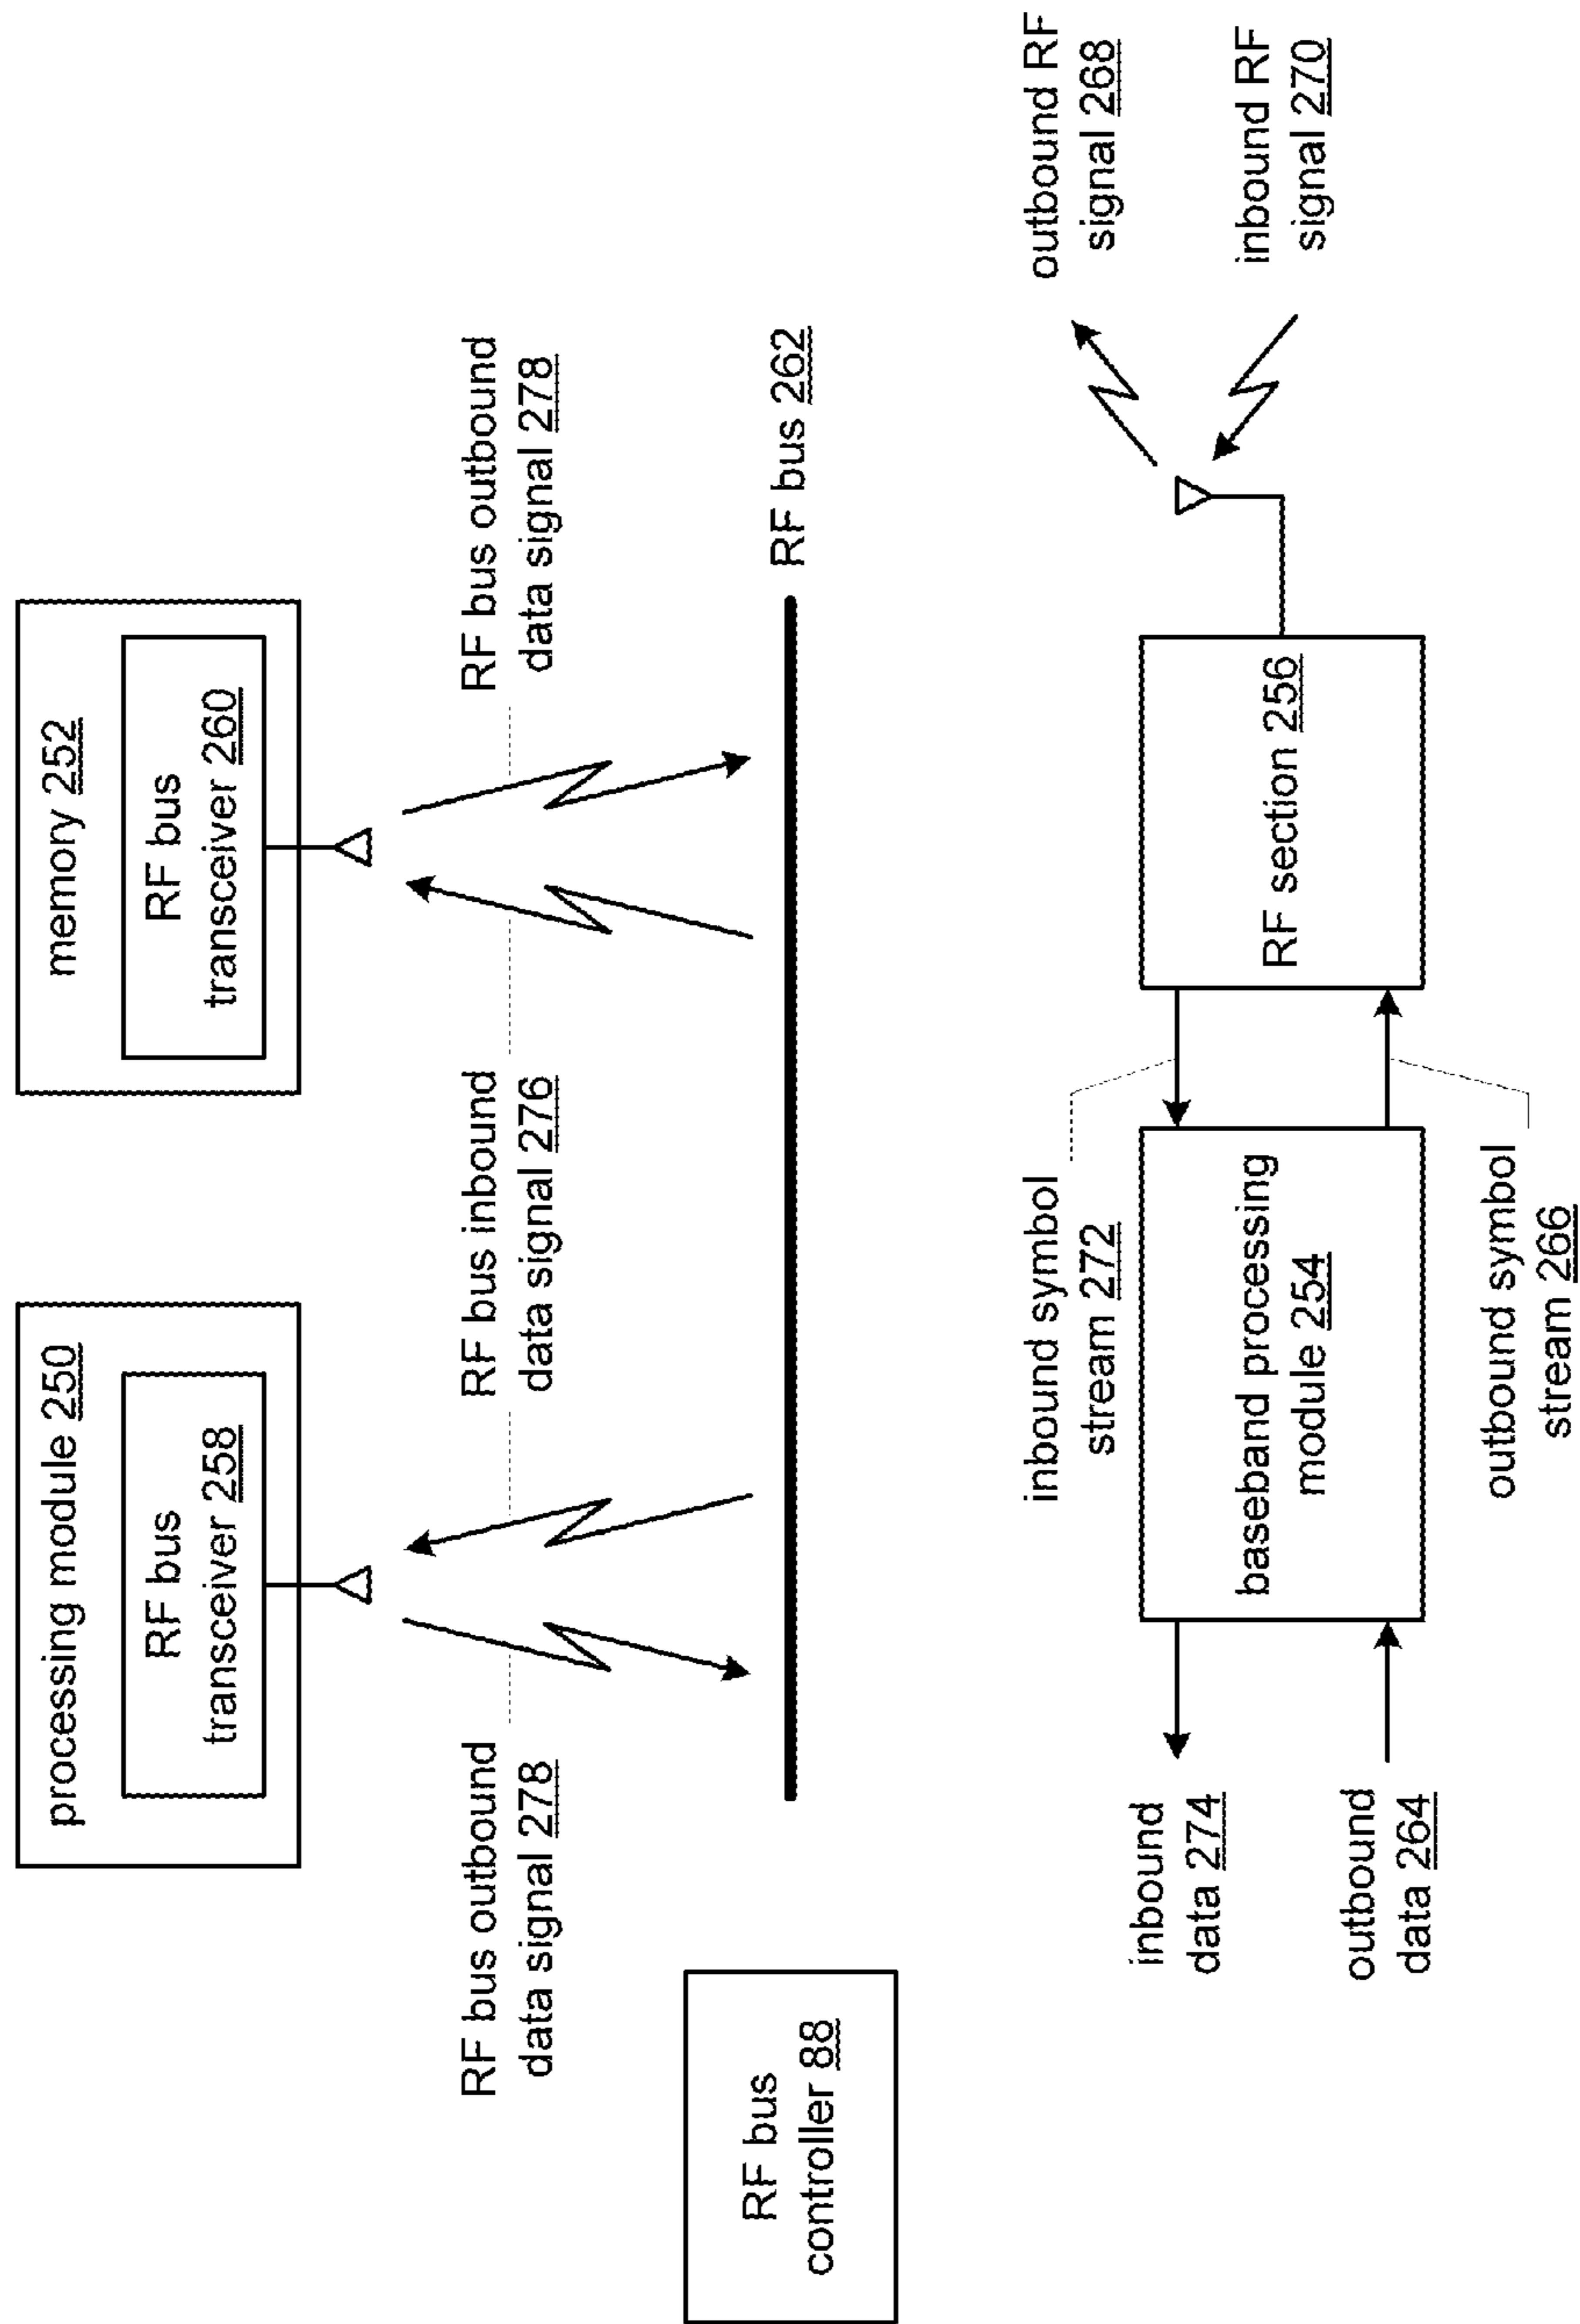 processing module 250
RF bus
transceiver 258
memory 252
RF bus
transceiver 260
RF bus outbound
data signal 278
RF bus inbound
data signal 276
RF bus outbound
data signal 278
RF bus
controller 88
RF bus 262
inbound symbol
stream 272
outbound RF
signal 268
inbound
data 274
outbound
data 264
baseband processing
module 254
RF section 256
inbound RF
signal 270
outbound symbol
stream 266